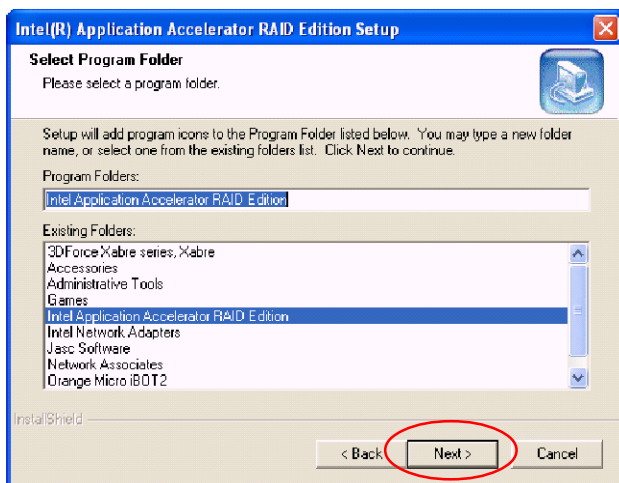 Intel(R) Application Accelerator RAID Edition Setup
Select Program Folder
Please select a program folder.
Setup will add program icons to the Program Folder listed below. You may type a new folder
name, or select one from the existing folders list. Click Next to continue.
Program Folders:
Intel Application Accelerator RAID Edition
Existing Folders:
3DForce Xabre series, Xabre
Accessories
Administrative Tools
Games
Intel Application Accelerator RAID Edition
Intel Network Adapters
Jasc Software
Network Associates
Orange Micro iBOT2
InstallShield
< Back Next > Cancel